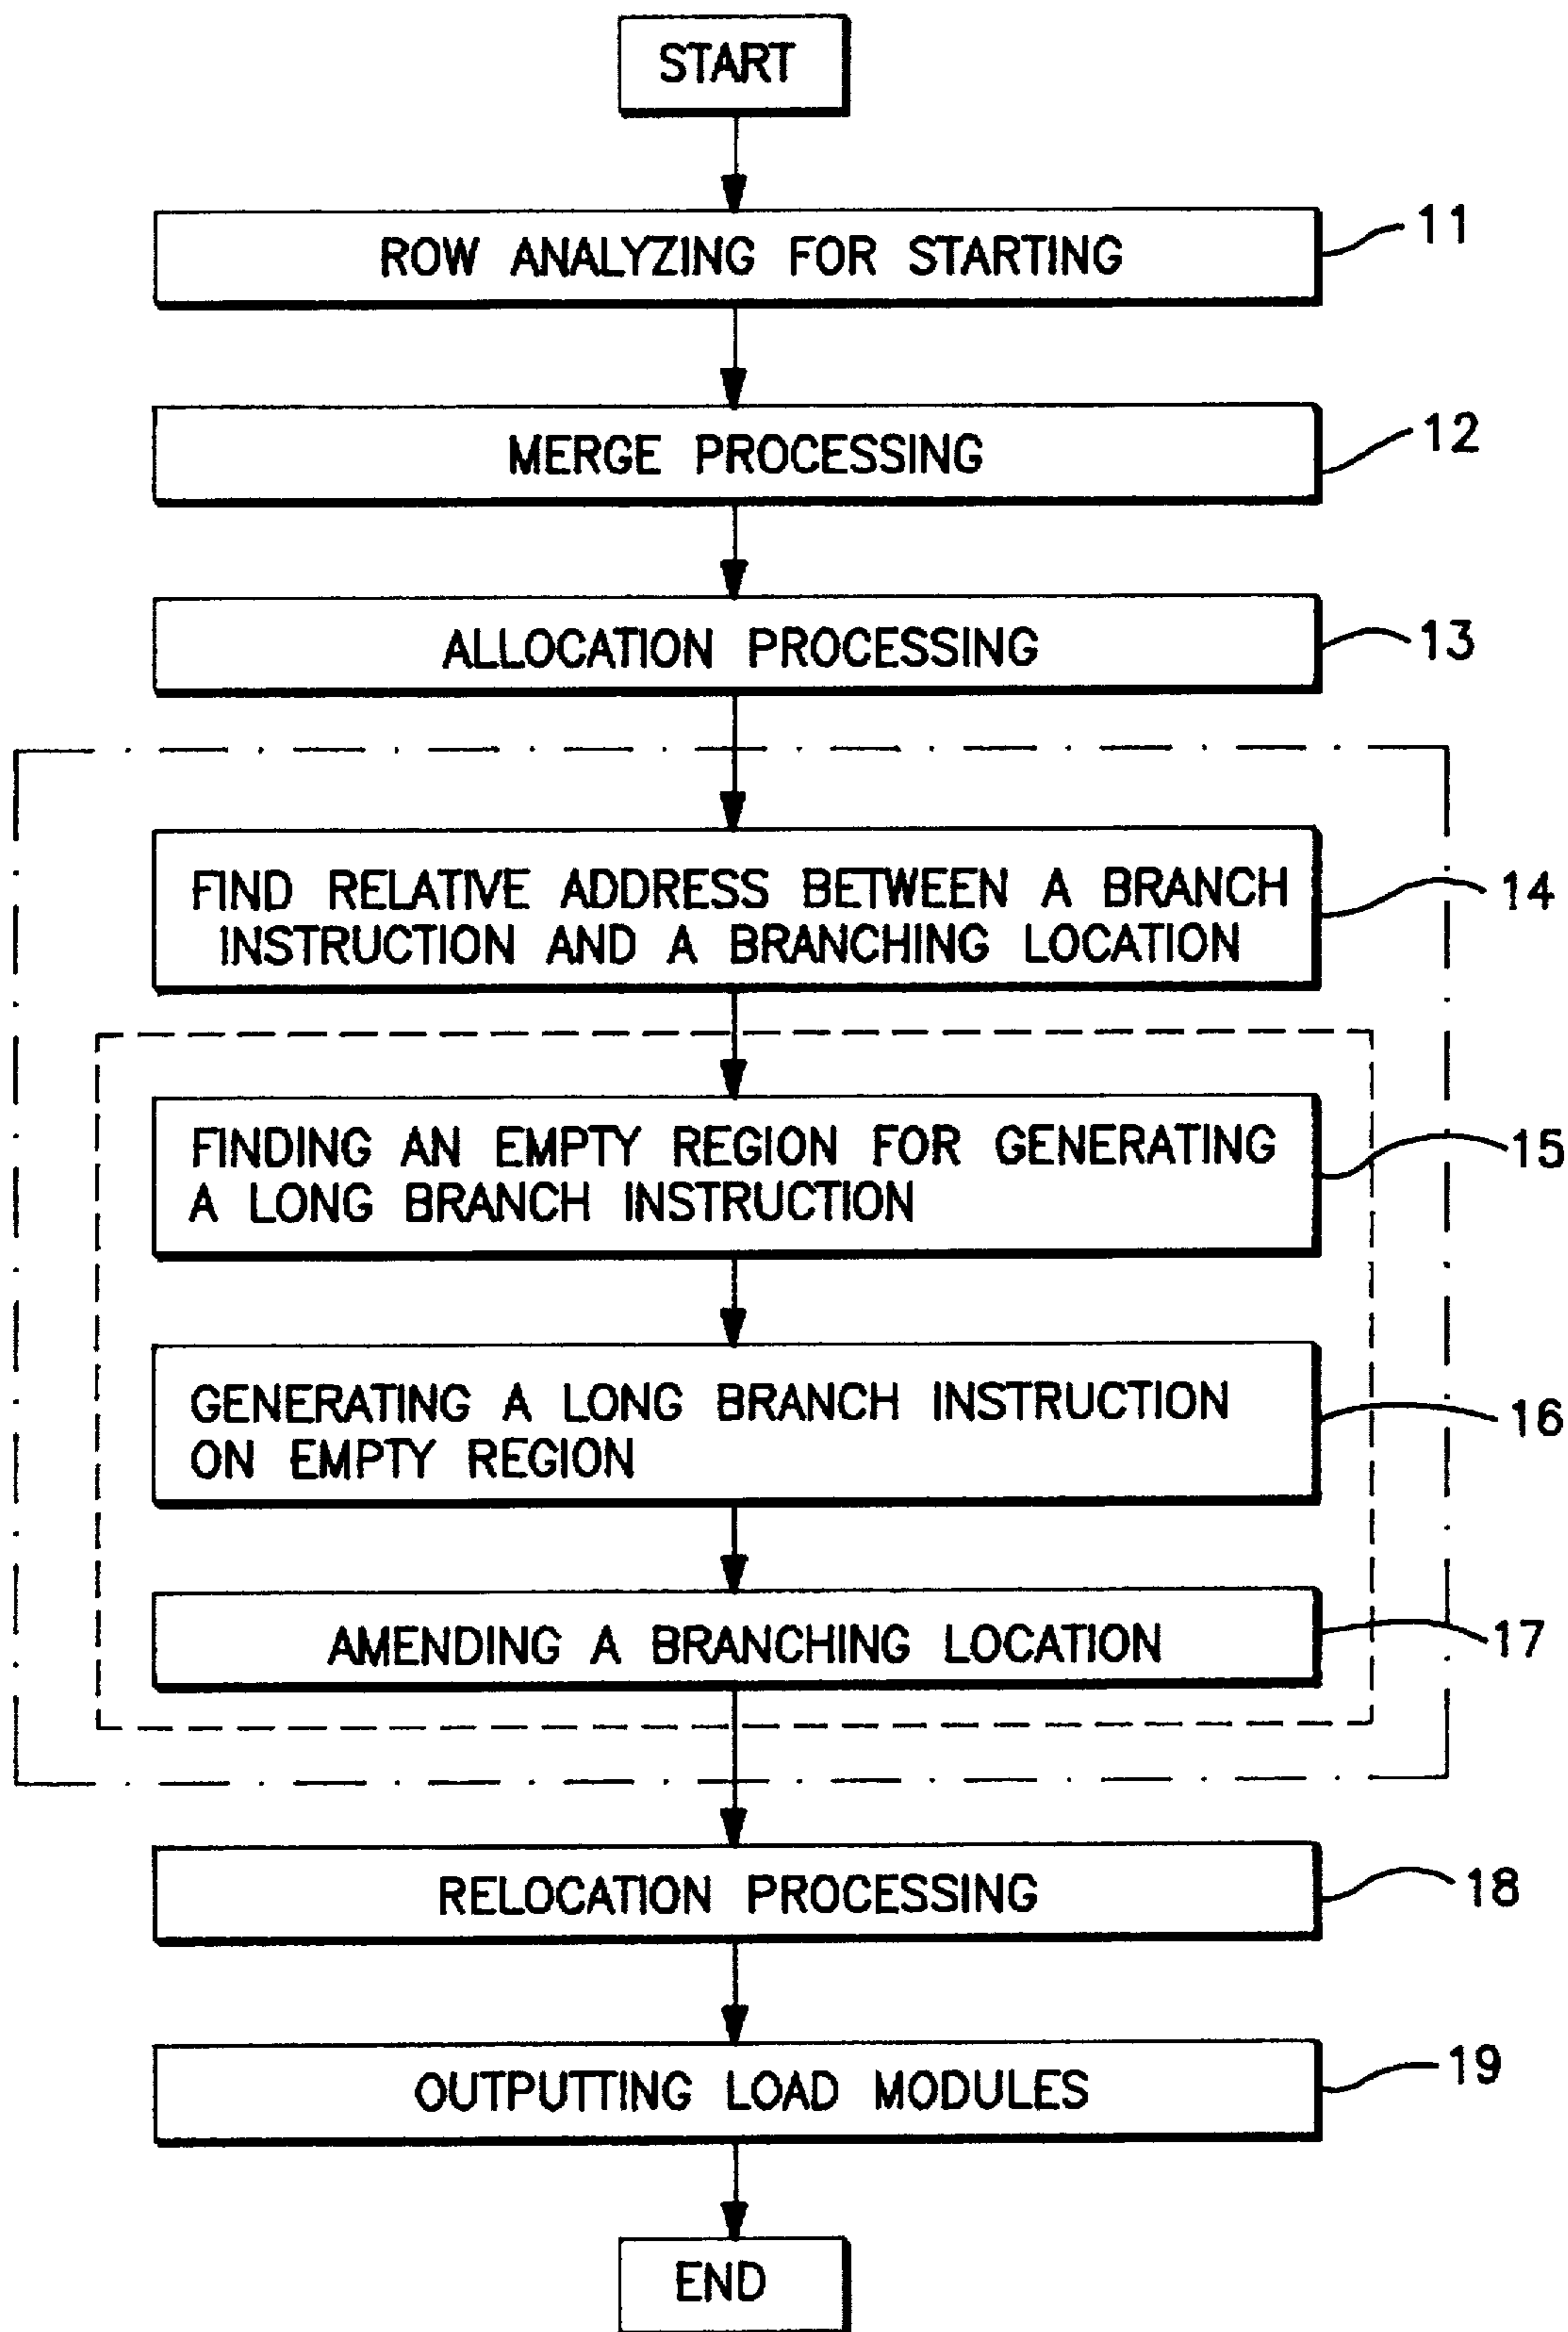 START
ROW ANALYZING FOR STARTING
11
MERGE PROCESSING
12
ALLOCATION PROCESSING
13
FIND RELATIVE ADDRESS BETWEEN A BRANCH
INSTRUCTION AND A BRANCHING LOCATION
14
FINDING AN EMPTY REGION FOR GENERATING
A LONG BRANCH INSTRUCTION
15
GENERATING A LONG BRANCH INSTRUCTION
ON EMPTY REGION
16
AMENDING A BRANCHING LOCATION
17
RELOCATION PROCESSING
18
OUTPUTTING LOAD MODULES
19
END